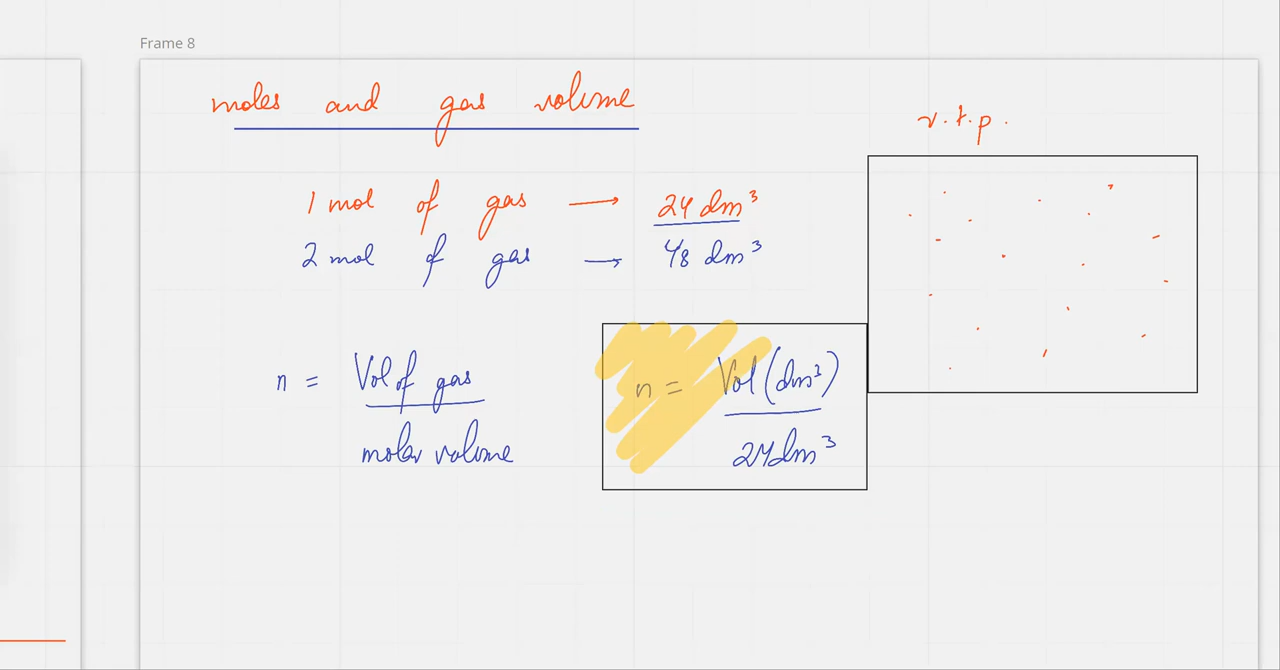 Frame 8
moles and gas volume
r.t.p.
1 mol of gas → 24 dm³
2 mol of gas → 48 dm³
n = Vol of gas
molar volume
n = Vol (dm³)
24 dm³